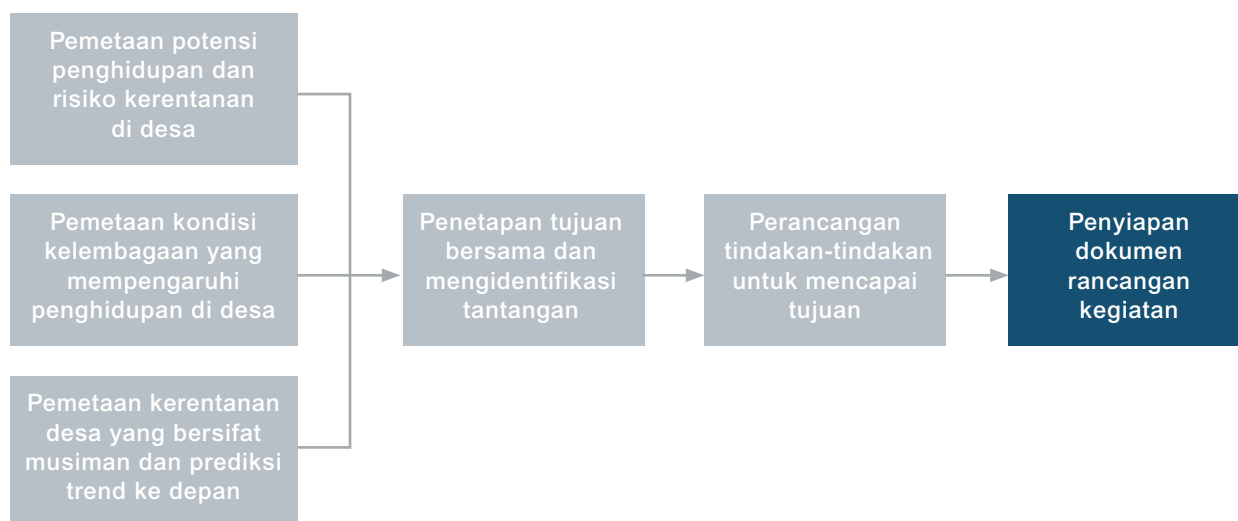 Pemetaan potensi
penghidupan dan
risiko kerentanan
di desa
Pemetaan kondisi
kelembagaan yang
mempengaruhi
penghidupan di desa
Pemetaan kerentanan
desa yang bersifat
musiman dan prediksi
trend ke depan
Penetapan tujuan
bersama dan
mengidentifikasi
tantangan
Perancangan
tindakan-tindakan
untuk mencapai
tujuan
Penyiapan
dokumen
rancangan
kegiatan